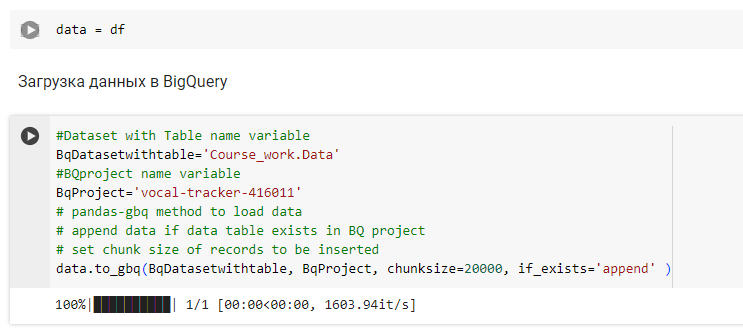 data = df
Загрузка данных в BigQuery
#Dataset with Table name variable
BqDatasetwithtable='Course_work.Data'
#BQproject name variable
BqProject='vocal-tracker-416011'
# pandas-gbq method to load data
# append data if data table exists in BQ project
# set chunk size of records to be inserted
data.to_gbq(BqDatasetwithtable, BqProject, chunksize=20000, if_exists='append' )
100%|██████████| 1/1 [00:00<00:00, 1603.94it/s]